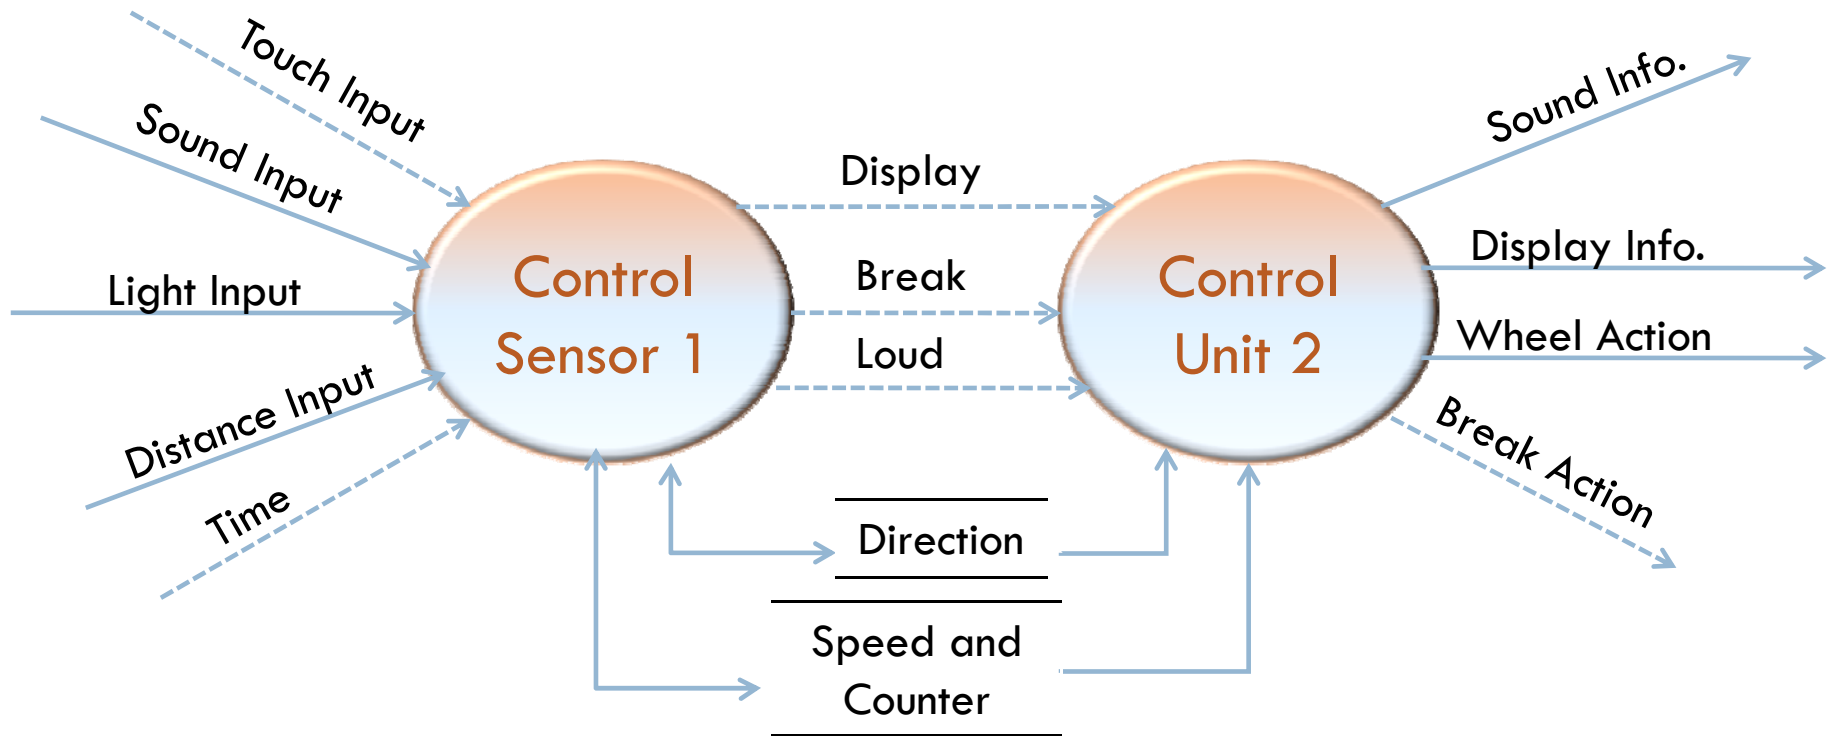 Touch Input
Sound Input
Light Input
Distance Input
Time
Control
Sensor 1
Display
Break
Loud
Direction
Speed and
Counter
Control
Unit 2
Sound Info.
Display Info.
Wheel Action
Break Action